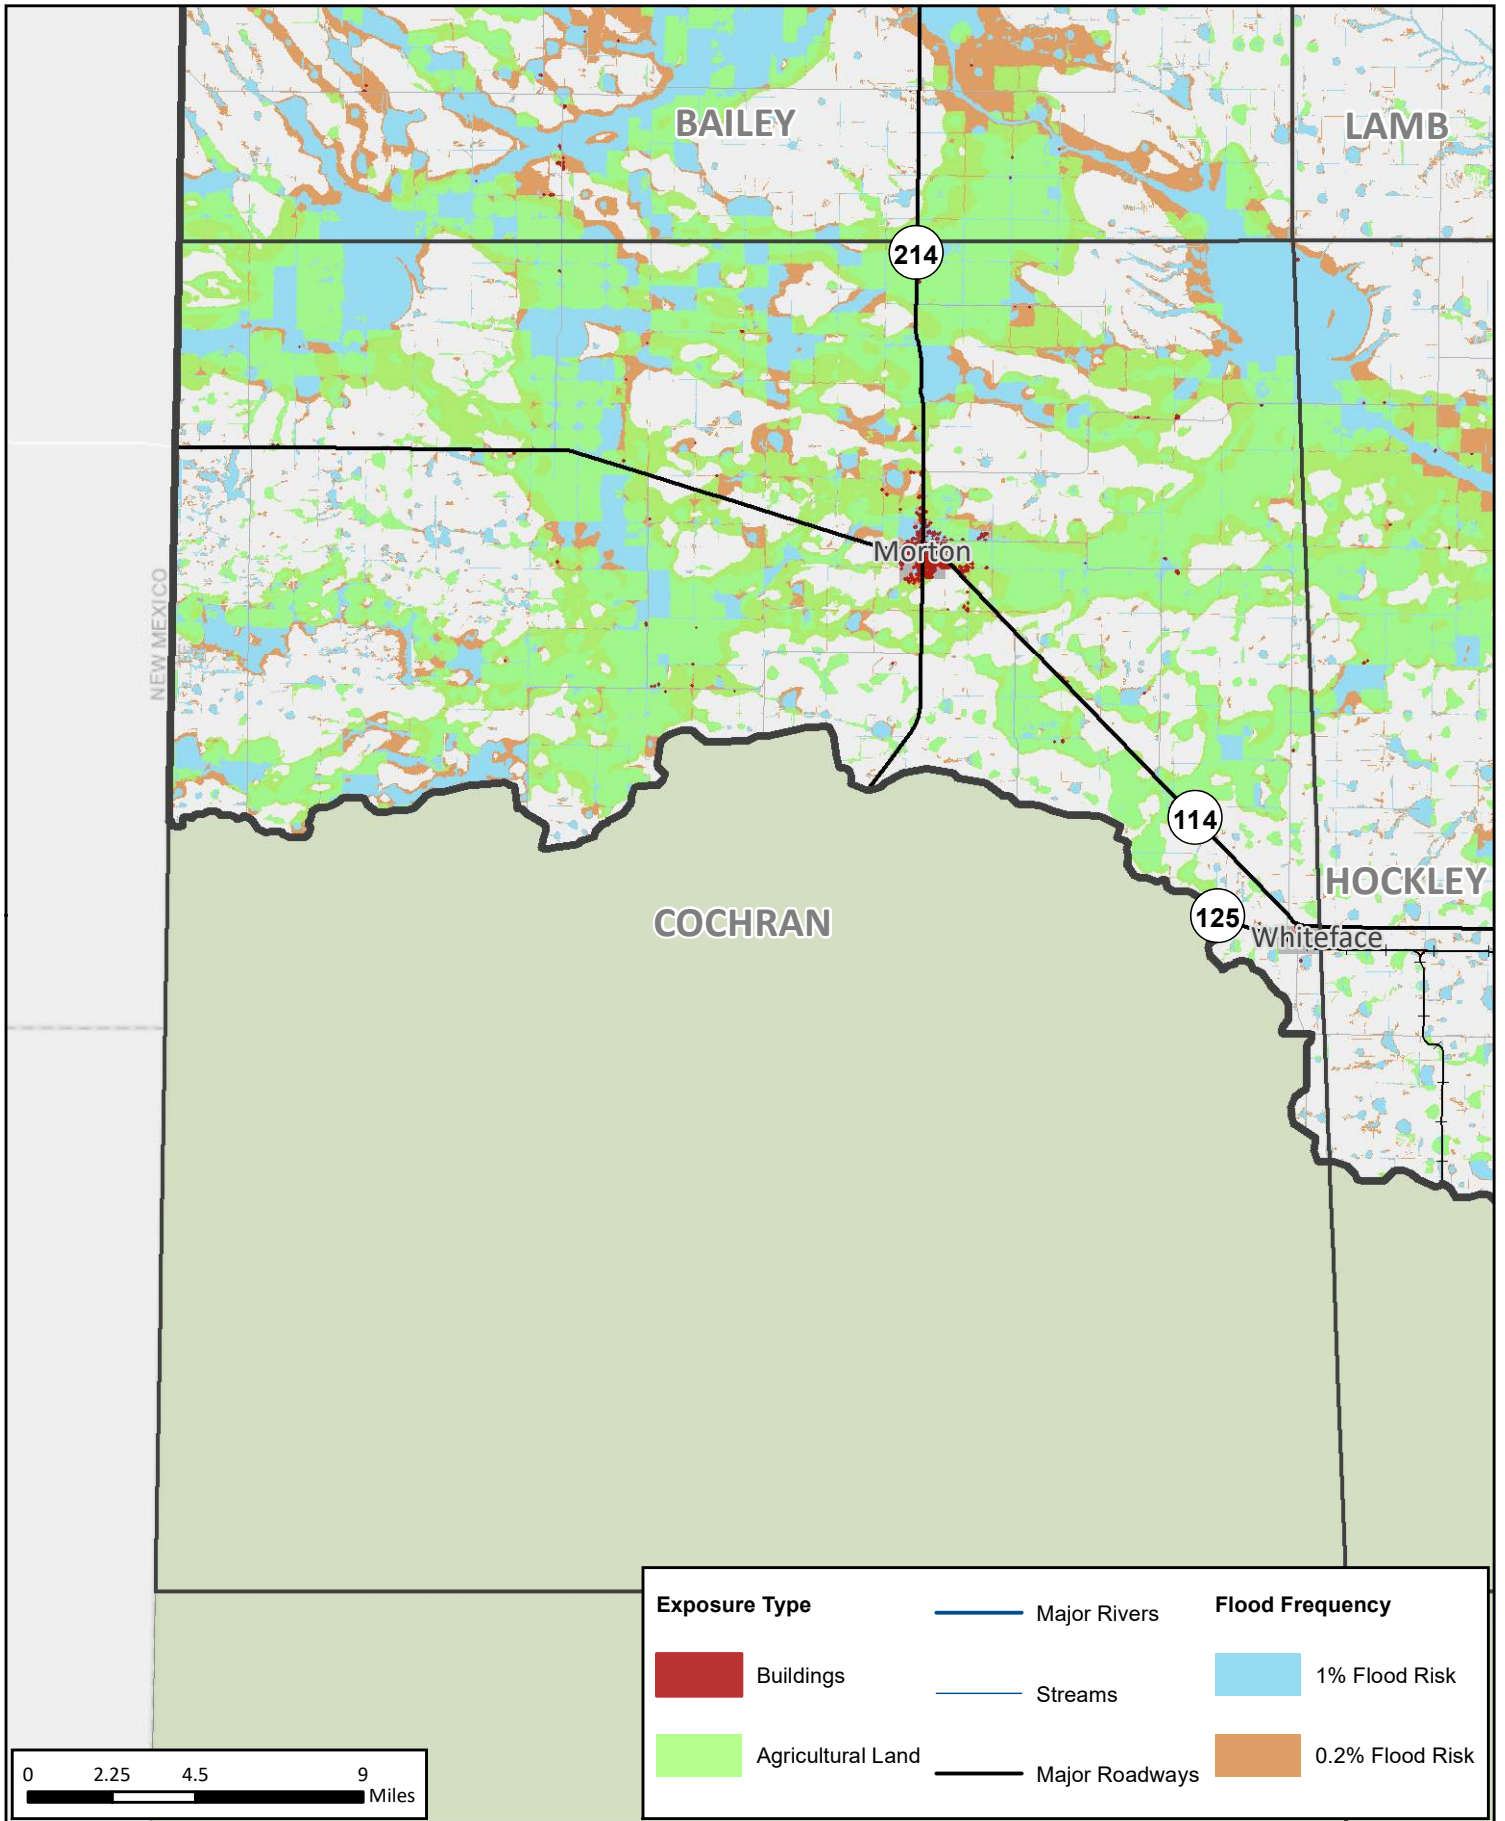 BAILEY
LAMB
214
Morton
NEW MEXICO
114
HOCKLEY
125
COCHRAN
Whiteface
Exposure Type
Buildings
Agricultural Land
Major Rivers
Streams
Major Roadways
Flood Frequency
1% Flood Risk
0.2% Flood Risk
0 2.25 4.5 9
Miles